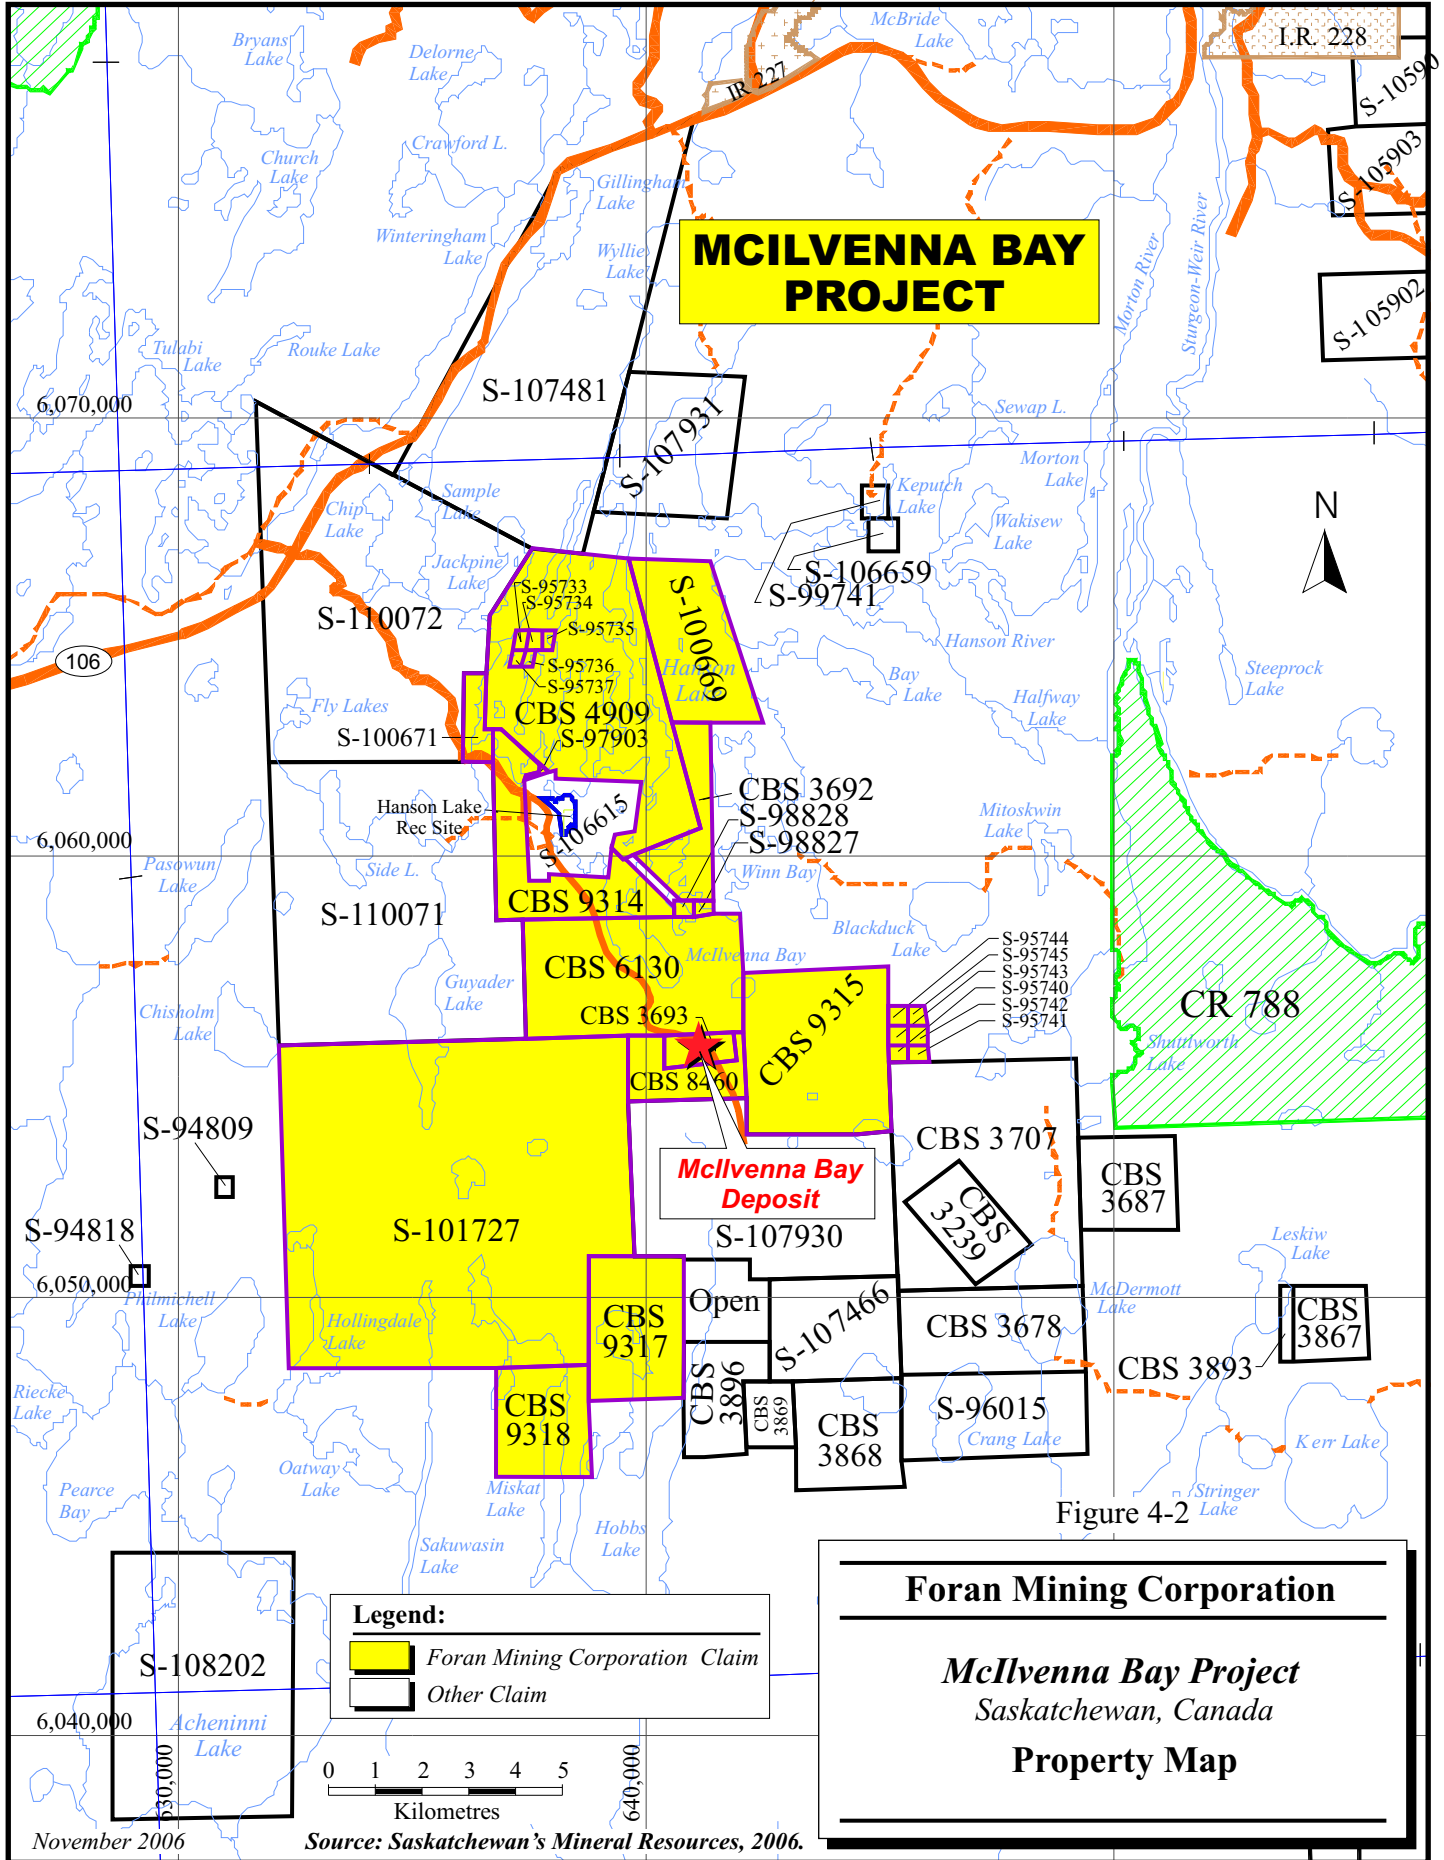 Bryans
Lake
Delorne
Lake
McBride
Lake
I.R. 228
IR 227
S-10590
S-105903
S-105902
Church
Lake
Crawford L.
Gillingham
Lake
Winteringham
Lake
Wyllie
Lake
MCILVENNA BAY
PROJECT
Morton River
Sturgeon-Weir River
Tulabi
Lake
Rouke Lake
6,070,000
S-107481
S-107931
Sewap L.
Morton
Lake
Chip
Lake
Sample
Lake
Keputch
Lake
Wakisew
Lake
N
Jackpine
Lake
S-106659
S-99741
S-95733
S-95734
S-95735
S-95736
S-95737
S-110072
S-100669
Hanson
Lake
Hanson River
106
Bay
Lake
Steeprock
Lake
Halfway
Lake
Fly Lakes
CBS 4909
S-100671
S-97903
CBS 3692
S-98828
S-98827
Hanson Lake
Rec Site
S-106615
Mitoskwin
Lake
6,060,000
Pasowun
Lake
Side L.
Winn Bay
S-110071
CBS 9314
Blackduck
Lake
CBS 6130
McIlvenna Bay
S-95744
S-95745
S-95743
S-95740
S-95742
S-95741
Guyader
Lake
Chisholm
Lake
CBS 3693
CBS 9315
CR 788
Shuttlworth
Lake
CBS 8460
S-94809
CBS 3707
McIlvenna Bay
Deposit
CBS
3687
CBS
3239
S-94818
S-101727
S-107930
Leskiw
Lake
6,050,000
Philmichell
Lake
Hollingdale
Lake
CBS
9317
Open
S-107466
McDermott
Lake
CBS 3678
CBS
3867
CBS 3893
Riecke
Lake
CBS
9318
CBS
3896
CBS
3869
CBS
3868
S-96015
Crang Lake
Kerr Lake
Oatway
Lake
Pearce
Bay
Miskat
Lake
Stringer
Lake
Figure 4-2
Hobbs
Lake
Sakuwasin
Lake
Foran Mining Corporation
McIlvenna Bay Project
Saskatchewan, Canada
Property Map
Legend:
Foran Mining Corporation Claim
Other Claim
S-108202
6,040,000
Acheninni
Lake
630,000
640,000
0 1 2 3 4 5
Kilometres
November 2006
Source: Saskatchewan's Mineral Resources, 2006.